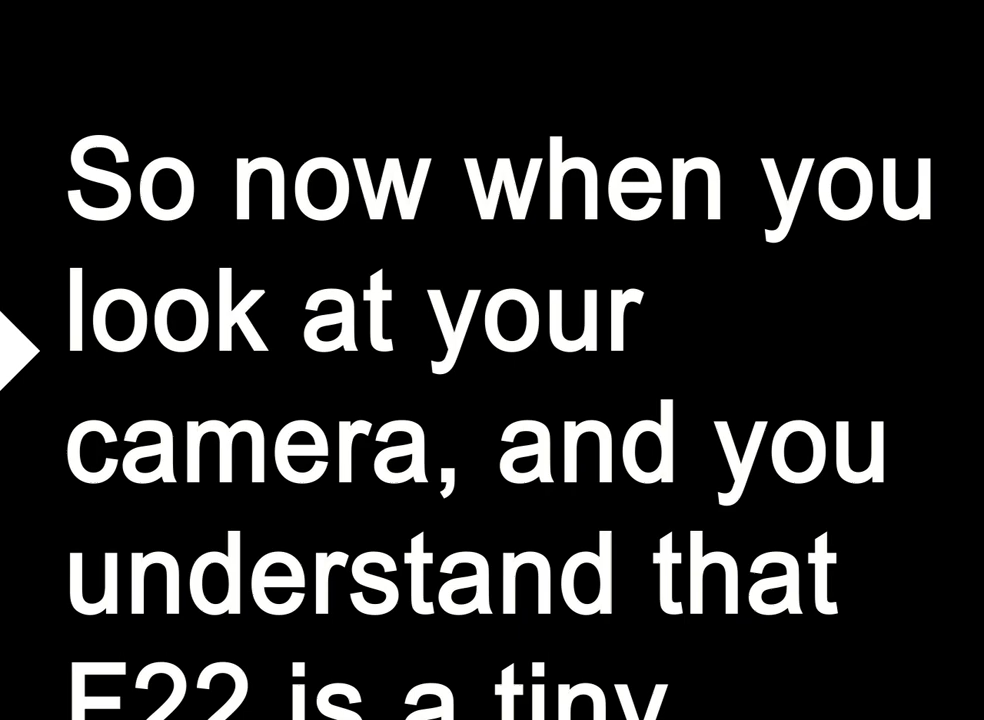 So now when you
look at your
camera, and you
understand that
F22 is a tiny